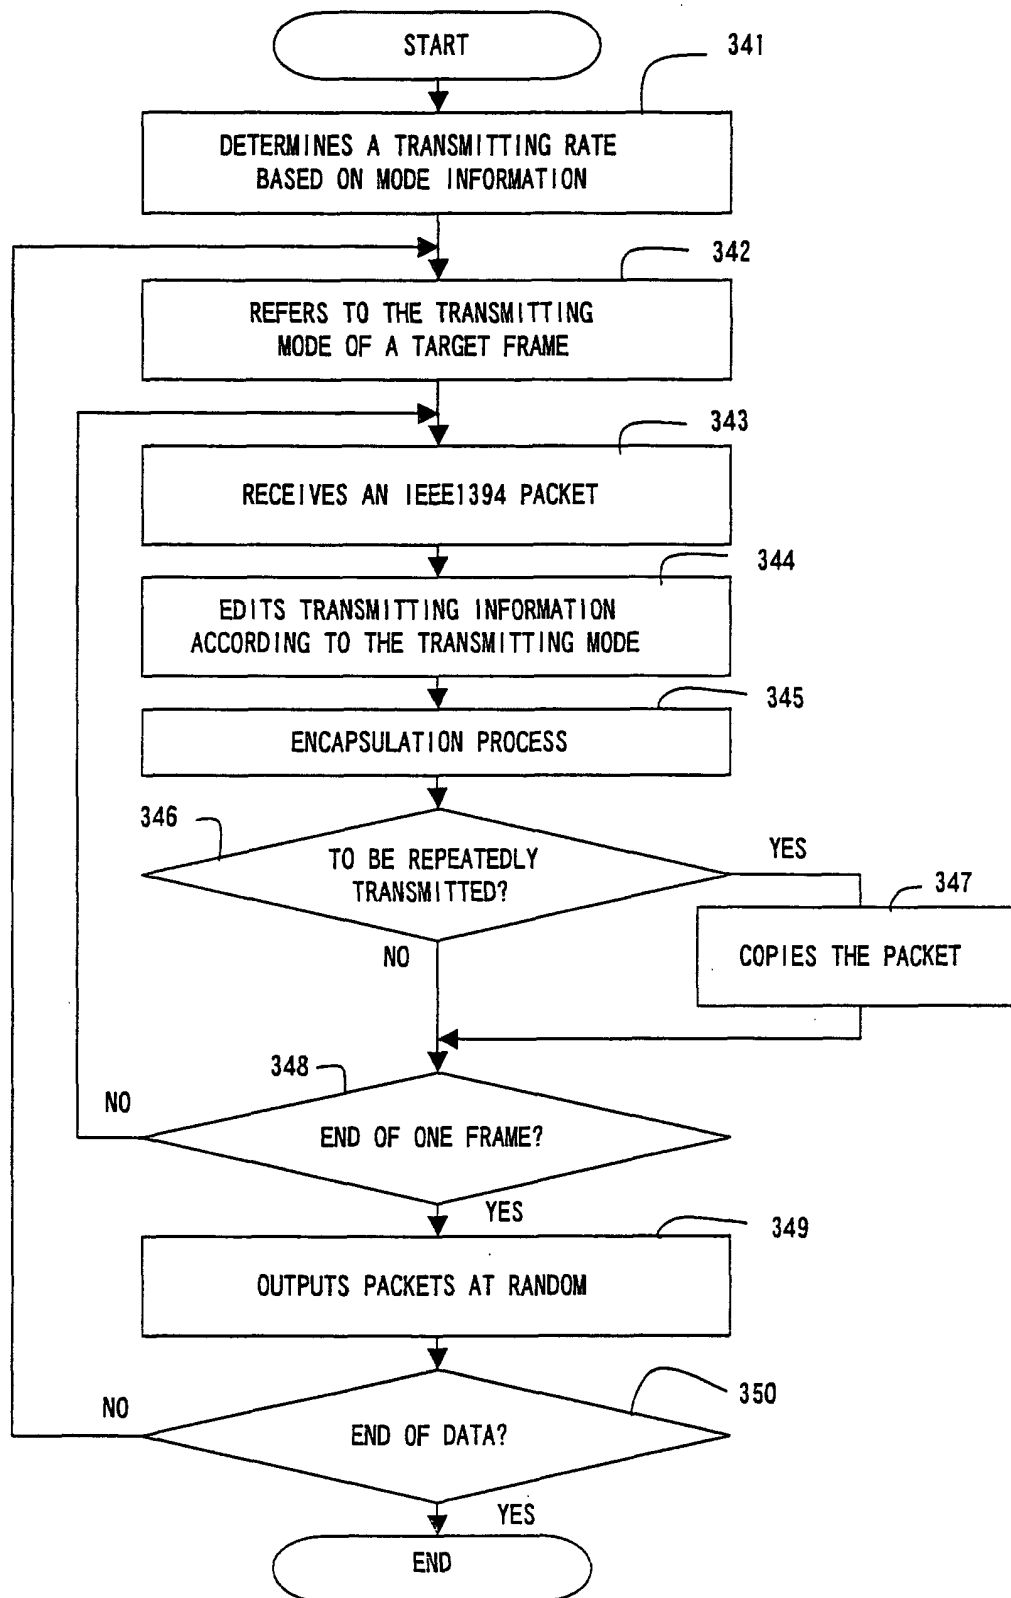 START
341
DETERMINES A TRANSMITTING RATE
BASED ON MODE INFORMATION
342
REFERS TO THE TRANSMITTING
MODE OF A TARGET FRAME
343
RECEIVES AN IEEE1394 PACKET
344
EDITS TRANSMITTING INFORMATION
ACCORDING TO THE TRANSMITTING MODE
345
ENCAPSULATION PROCESS
346
TO BE REPEATEDLY
TRANSMITTED?
YES
347
COPIES THE PACKET
NO
348
NO
END OF ONE FRAME?
YES
349
OUTPUTS PACKETS AT RANDOM
350
NO
END OF DATA?
YES
END